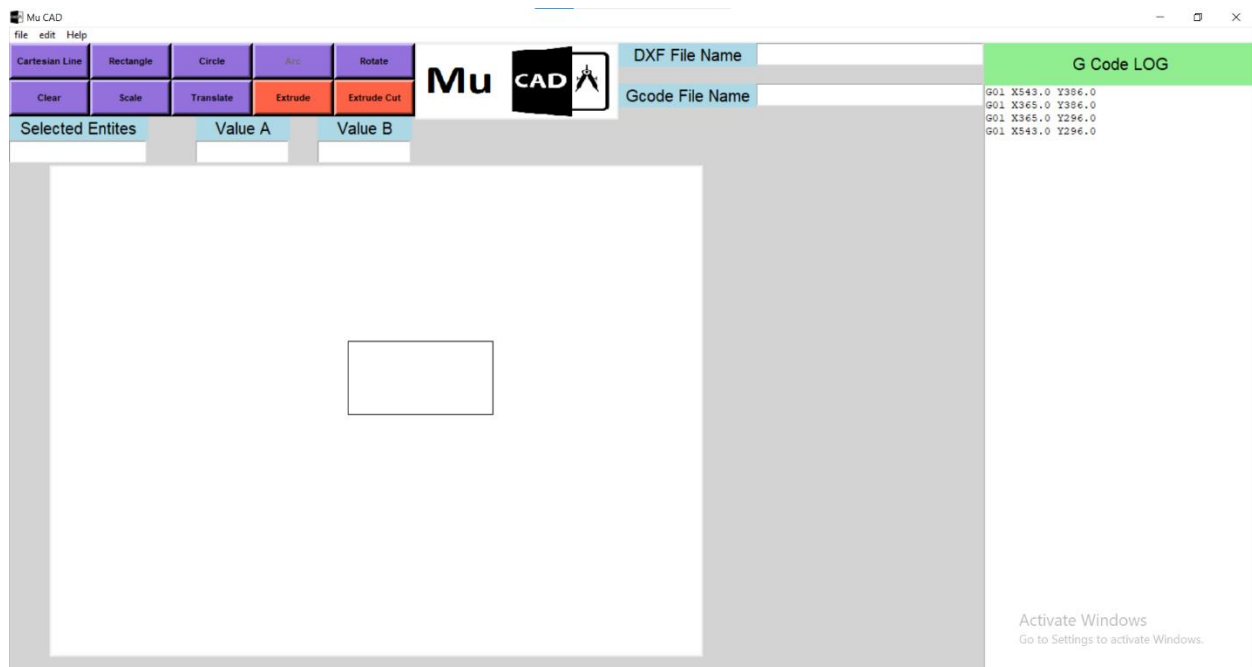 Mu CAD
file edit Help
Cartesian Line Rectangle Circle Arc Rotate
Clear Scale Translate Extrude Extrude Cut
Mu CAD
DXF File Name
Gcode File Name
G Code LOG
Selected Entites Value A Value B
G01 X543.0 Y386.0
G01 X365.0 Y386.0
G01 X365.0 Y296.0
G01 X543.0 Y296.0
Activate Windows
Go to Settings to activate Windows.